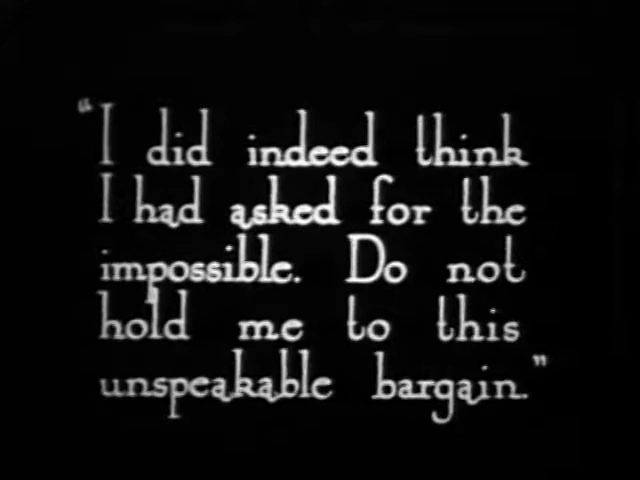 "I did indeed think
I had asked for the
impossible. Do not
hold me to this
unspeakable bargain."